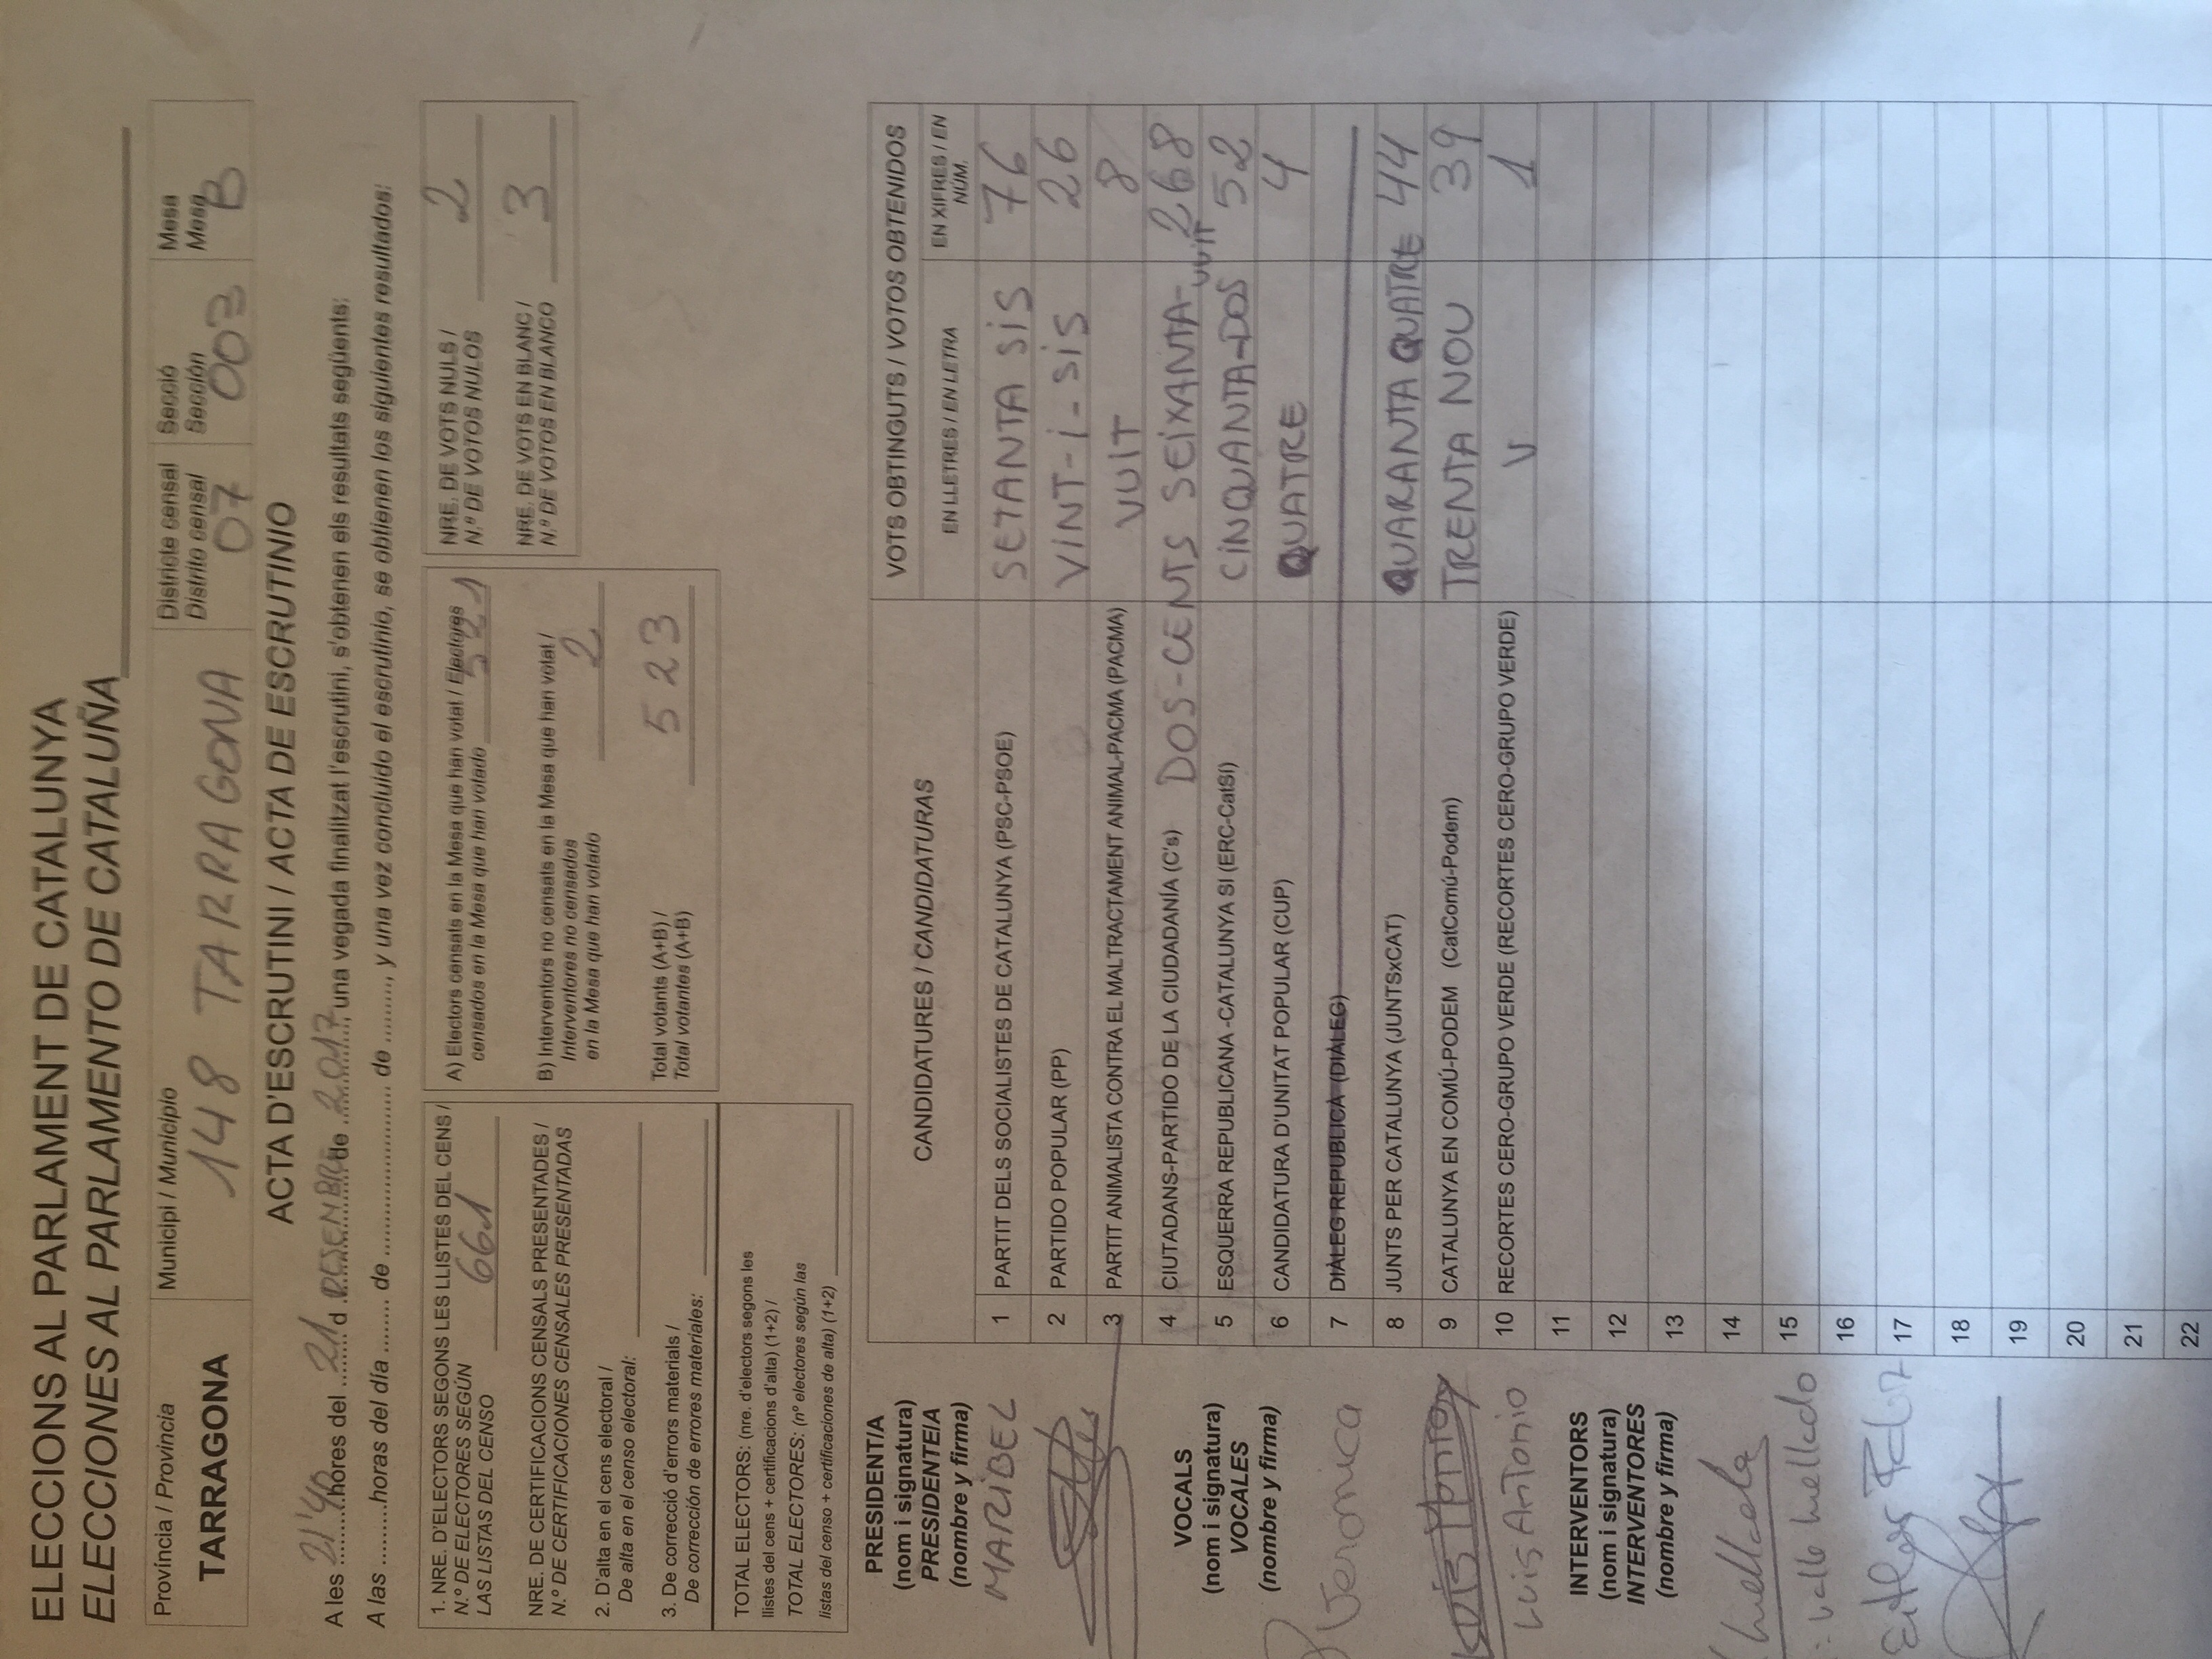 ELECCIONS AL PARLAMENT DE CATALUNYA
ELECCIONES AL PARLAMENTO DE CATALUÑA
Província / Provincia
TARRAGONA
Municipi / Municipio
148 TARRAGONA
Districte censal
Distrito censal
07
Secció
Sección
003
Mesa
Mesa
B
ACTA D'ESCRUTINI / ACTA DE ESCRUTINIO
A les 21'40 hores del 21 d DESEMBRE de 2017, una vegada finalitzat l'escrutini, s'obtenen els resultats següents:
A las .........horas del día ........ de ........................ de ........., y una vez concluido el escrutinio, se obtienen los siguientes resultados:
1. NRE. D'ELECTORS SEGONS LES LLISTES DEL CENS /
N.º DE ELECTORES SEGÚN
LAS LISTAS DEL CENSO 661
NRE. DE CERTIFICACIONS CENSALS PRESENTADES /
N.º DE CERTIFICACIONES CENSALES PRESENTADAS
2. D'alta en el cens electoral /
De alta en el censo electoral:
3. De correcció d'errors materials /
De corrección de errores materiales:
TOTAL ELECTORS: (nre. d'electors segons les
llistes del cens + certificacions d'alta) (1+2) /
TOTAL ELECTORES: (nº electores según las
listas del censo + certificaciones de alta) (1+2)
A) Electors censats en la Mesa que han votat / Electores
censados en la Mesa que han votado 521
B) Interventors no censats en la Mesa que han votat /
Interventores no censados
en la Mesa que han votado 2
Total votants (A+B) /
Total votantes (A+B) 523
NRE. DE VOTS NULS /
N.º DE VOTOS NULOS 2
NRE. DE VOTS EN BLANC /
N.º DE VOTOS EN BLANCO 3
PRESIDENT/A
(nom i signatura)
PRESIDENTE/A
(nombre y firma)
MARIBEL
VOCALS
(nom i signatura)
VOCALES
(nombre y firma)
Veronica
Luis Antonio
INTERVENTORS
(nom i signatura)
INTERVENTORES
(nombre y firma)
CANDIDATURES / CANDIDATURAS
VOTS OBTINGUTS / VOTOS OBTENIDOS
EN LLETRES / EN LETRA
EN XIFRES / EN
NÚM.
1 PARTIT DELS SOCIALISTES DE CATALUNYA (PSC-PSOE) SETANTA SIS 76
2 PARTIDO POPULAR (PP) VINT-I-SIS 26
3 PARTIT ANIMALISTA CONTRA EL MALTRACTAMENT ANIMAL-PACMA (PACMA) VUIT 8
4 CIUTADANS-PARTIDO DE LA CIUDADANÍA (C's) DOS-CENTS SEIXANTA-VUIT 268
5 ESQUERRA REPUBLICANA -CATALUNYA SI (ERC-CatSí) CINQUANTA-DOS 52
6 CANDIDATURA D'UNITAT POPULAR (CUP) QUATRE 4
7 DIÀLEG REPUBLICÀ (DIÀLEG)
8 JUNTS PER CATALUNYA (JUNTSxCAT) QUARANTA QUATRE 44
9 CATALUNYA EN COMÚ-PODEM (CatComú-Podem) TRENTA NOU 39
10 RECORTES CERO-GRUPO VERDE (RECORTES CERO-GRUPO VERDE) U 1
11
12
13
14
15
16
17
18
19
20
21
22